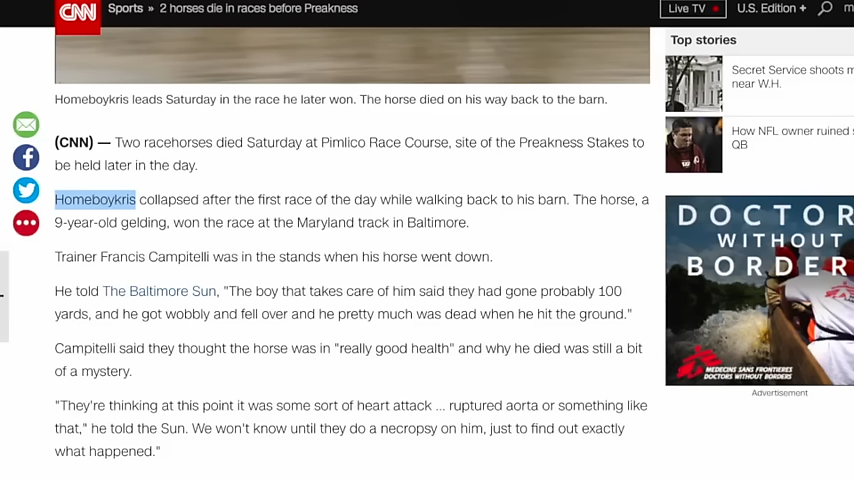 CNN Sports » 2 horses die in races before Preakness Live TV U.S. Edition +
Top stories
Secret Service shoots
near W.H.
How NFL owner ruined
QB
Homeboykris leads Saturday in the race he later won. The horse died on his way back to the barn.
(CNN) — Two racehorses died Saturday at Pimlico Race Course, site of the Preakness Stakes to
be held later in the day.
Homeboykris collapsed after the first race of the day while walking back to his barn. The horse, a
9-year-old gelding, won the race at the Maryland track in Baltimore.
Trainer Francis Campitelli was in the stands when his horse went down.
He told The Baltimore Sun, "The boy that takes care of him said they had gone probably 100
yards, and he got wobbly and fell over and he pretty much was dead when he hit the ground."
Campitelli said they thought the horse was in "really good health" and why he died was still a bit
of a mystery.
"They're thinking at this point it was some sort of heart attack ... ruptured aorta or something like
that," he told the Sun. We won't know until they do a necropsy on him, just to find out exactly
what happened."
DOCTOR
WITHOUT
BORDER
MEDECINS SANS FRONTIERES
DOCTORS WITHOUT BORDERS
Advertisement